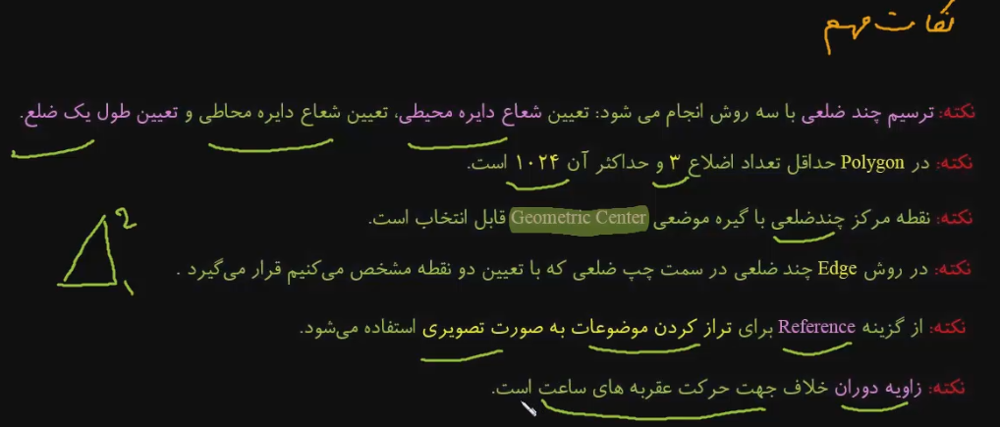 نکات مهم
نکته: ترسیم چند ضلعی با سه روش انجام می شود: تعیین شعاع دایره محیطی، تعیین شعاع دایره محاطی و تعیین طول یک ضلع.
نکته: در Polygon حداقل تعداد اضلاع ۳ و حداکثر آن ۱۰۲۴ است.
نکته: نقطه مرکز چندضلعی با گیره موضعی Geometric Center قابل انتخاب است.
2
نکته: در روش Edge چند ضلعی در سمت چپ ضلعی که با تعیین دو نقطه مشخص می‌کنیم قرار می‌گیرد .
1
نکته: از گزینه Reference برای تراز کردن موضوعات به صورت تصویری استفاده می‌شود.
نکته: زاویه دوران خلاف جهت حرکت عقربه های ساعت است.